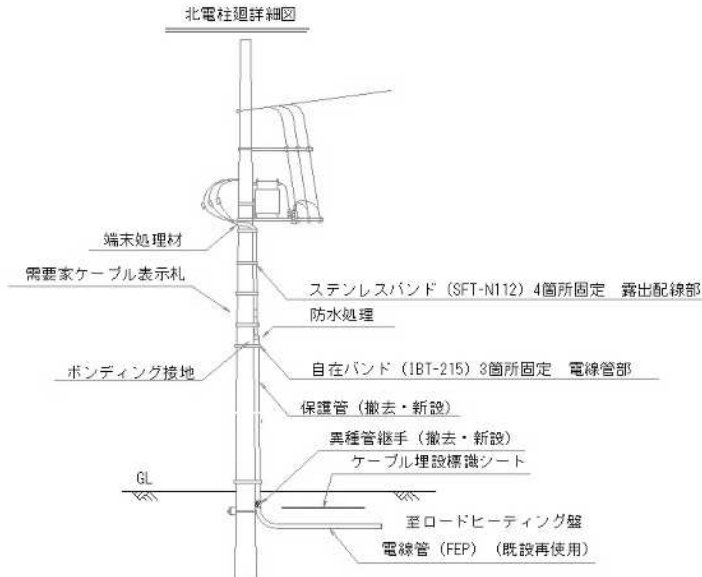 北電柱廻詳細図
端末処理材
需要家ケーブル表示札
ステンレスバンド (SFT-N112) 4箇所固定　露出配線部
防水処理
ボンディング接地
自在バンド (IBT-215) 3箇所固定　電線管部
保護管 (撤去・新設)
異種管継手 (撤去・新設)
ケーブル埋設標識シート
GL
至ロードヒーティング盤
電線管 (FEP) (既設再使用)